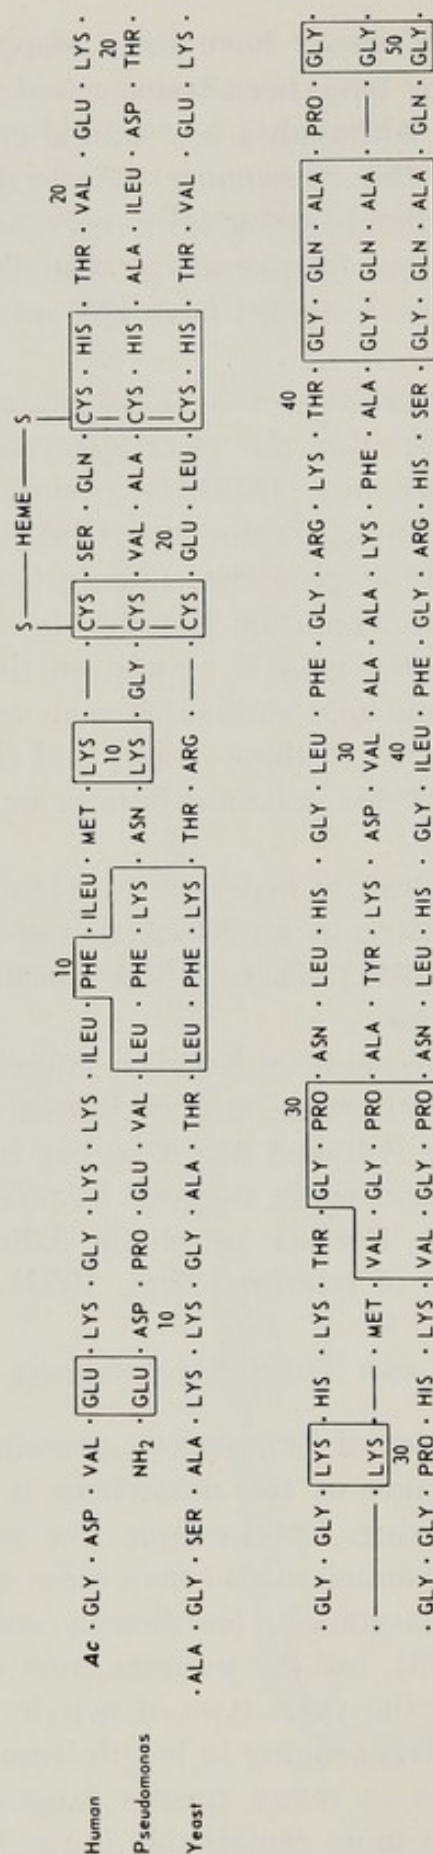 S —— HEME —— S
10 20
Human Ac · GLY · ASP · VAL · GLU · LYS · GLY · LYS · LYS · ILEU · PHE · ILEU · MET · LYS · — · CYS · SER · GLN · CYS · HIS · THR · VAL · GLU · LYS ·
10 20
Pseudomonas NH2 · GLU · ASP · PRO · GLU · VAL · LEU · PHE · LYS · ASN · LYS · GLY · CYS · VAL · ALA · CYS · HIS · ALA · ILEU · ASP · THR ·
10 20
Yeast · ALA · GLY · SER · ALA · LYS · LYS · GLY · ALA · THR · LEU · PHE · LYS · THR · ARG · — · CYS · GLU · LEU · CYS · HIS · THR · VAL · GLU · LYS ·
30 40
· GLY · GLY · LYS · HIS · LYS · THR · GLY · PRO · ASN · LEU · HIS · GLY · LEU · PHE · GLY · ARG · LYS · THR · GLY · GLN · ALA · PRO · GLY ·
30
· —— · LYS · — · MET · VAL · GLY · PRO · ALA · TYR · LYS · ASP · VAL · ALA · ALA · LYS · PHE · ALA · GLY · GLN · ALA · — · GLY ·
30 40 50
· GLY · GLY · PRO · HIS · LYS · VAL · GLY · PRO · ASN · LEU · HIS · GLY · ILEU · PHE · GLY · ARG · HIS · SER · GLY · GLN · ALA · GLN · GLY ·